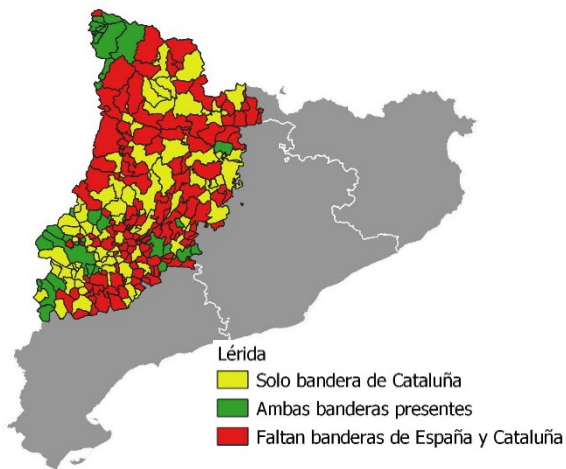 Lérida
Solo bandera de Cataluña
Ambas banderas presentes
Faltan banderas de España y Cataluña